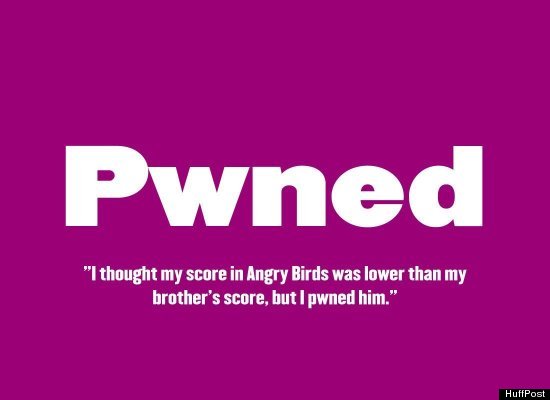 Pwned
”I thought my score in Angry Birds was lower than my
brother’s score, but I pwned him.”
HuffPost